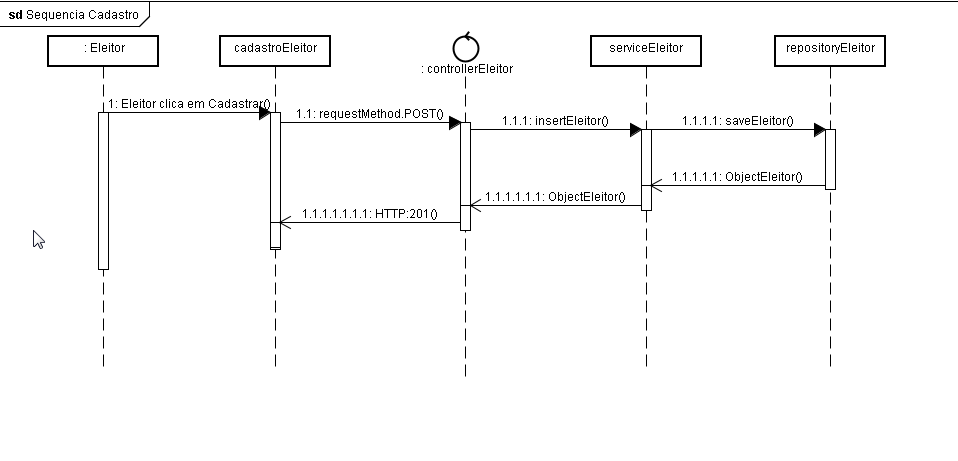 sd Sequencia Cadastro
: Eleitor
cadastroEleitor
: controllerEleitor
serviceEleitor
repositoryEleitor
1: Eleitor clica em Cadastrar()
1.1: requestMethod.POST()
1.1.1: insertEleitor()
1.1.1.1: saveEleitor()
1.1.1.1.1: ObjectEleitor()
1.1.1.1.1.1: ObjectEleitor()
1.1.1.1.1.1.1: HTTP:201()